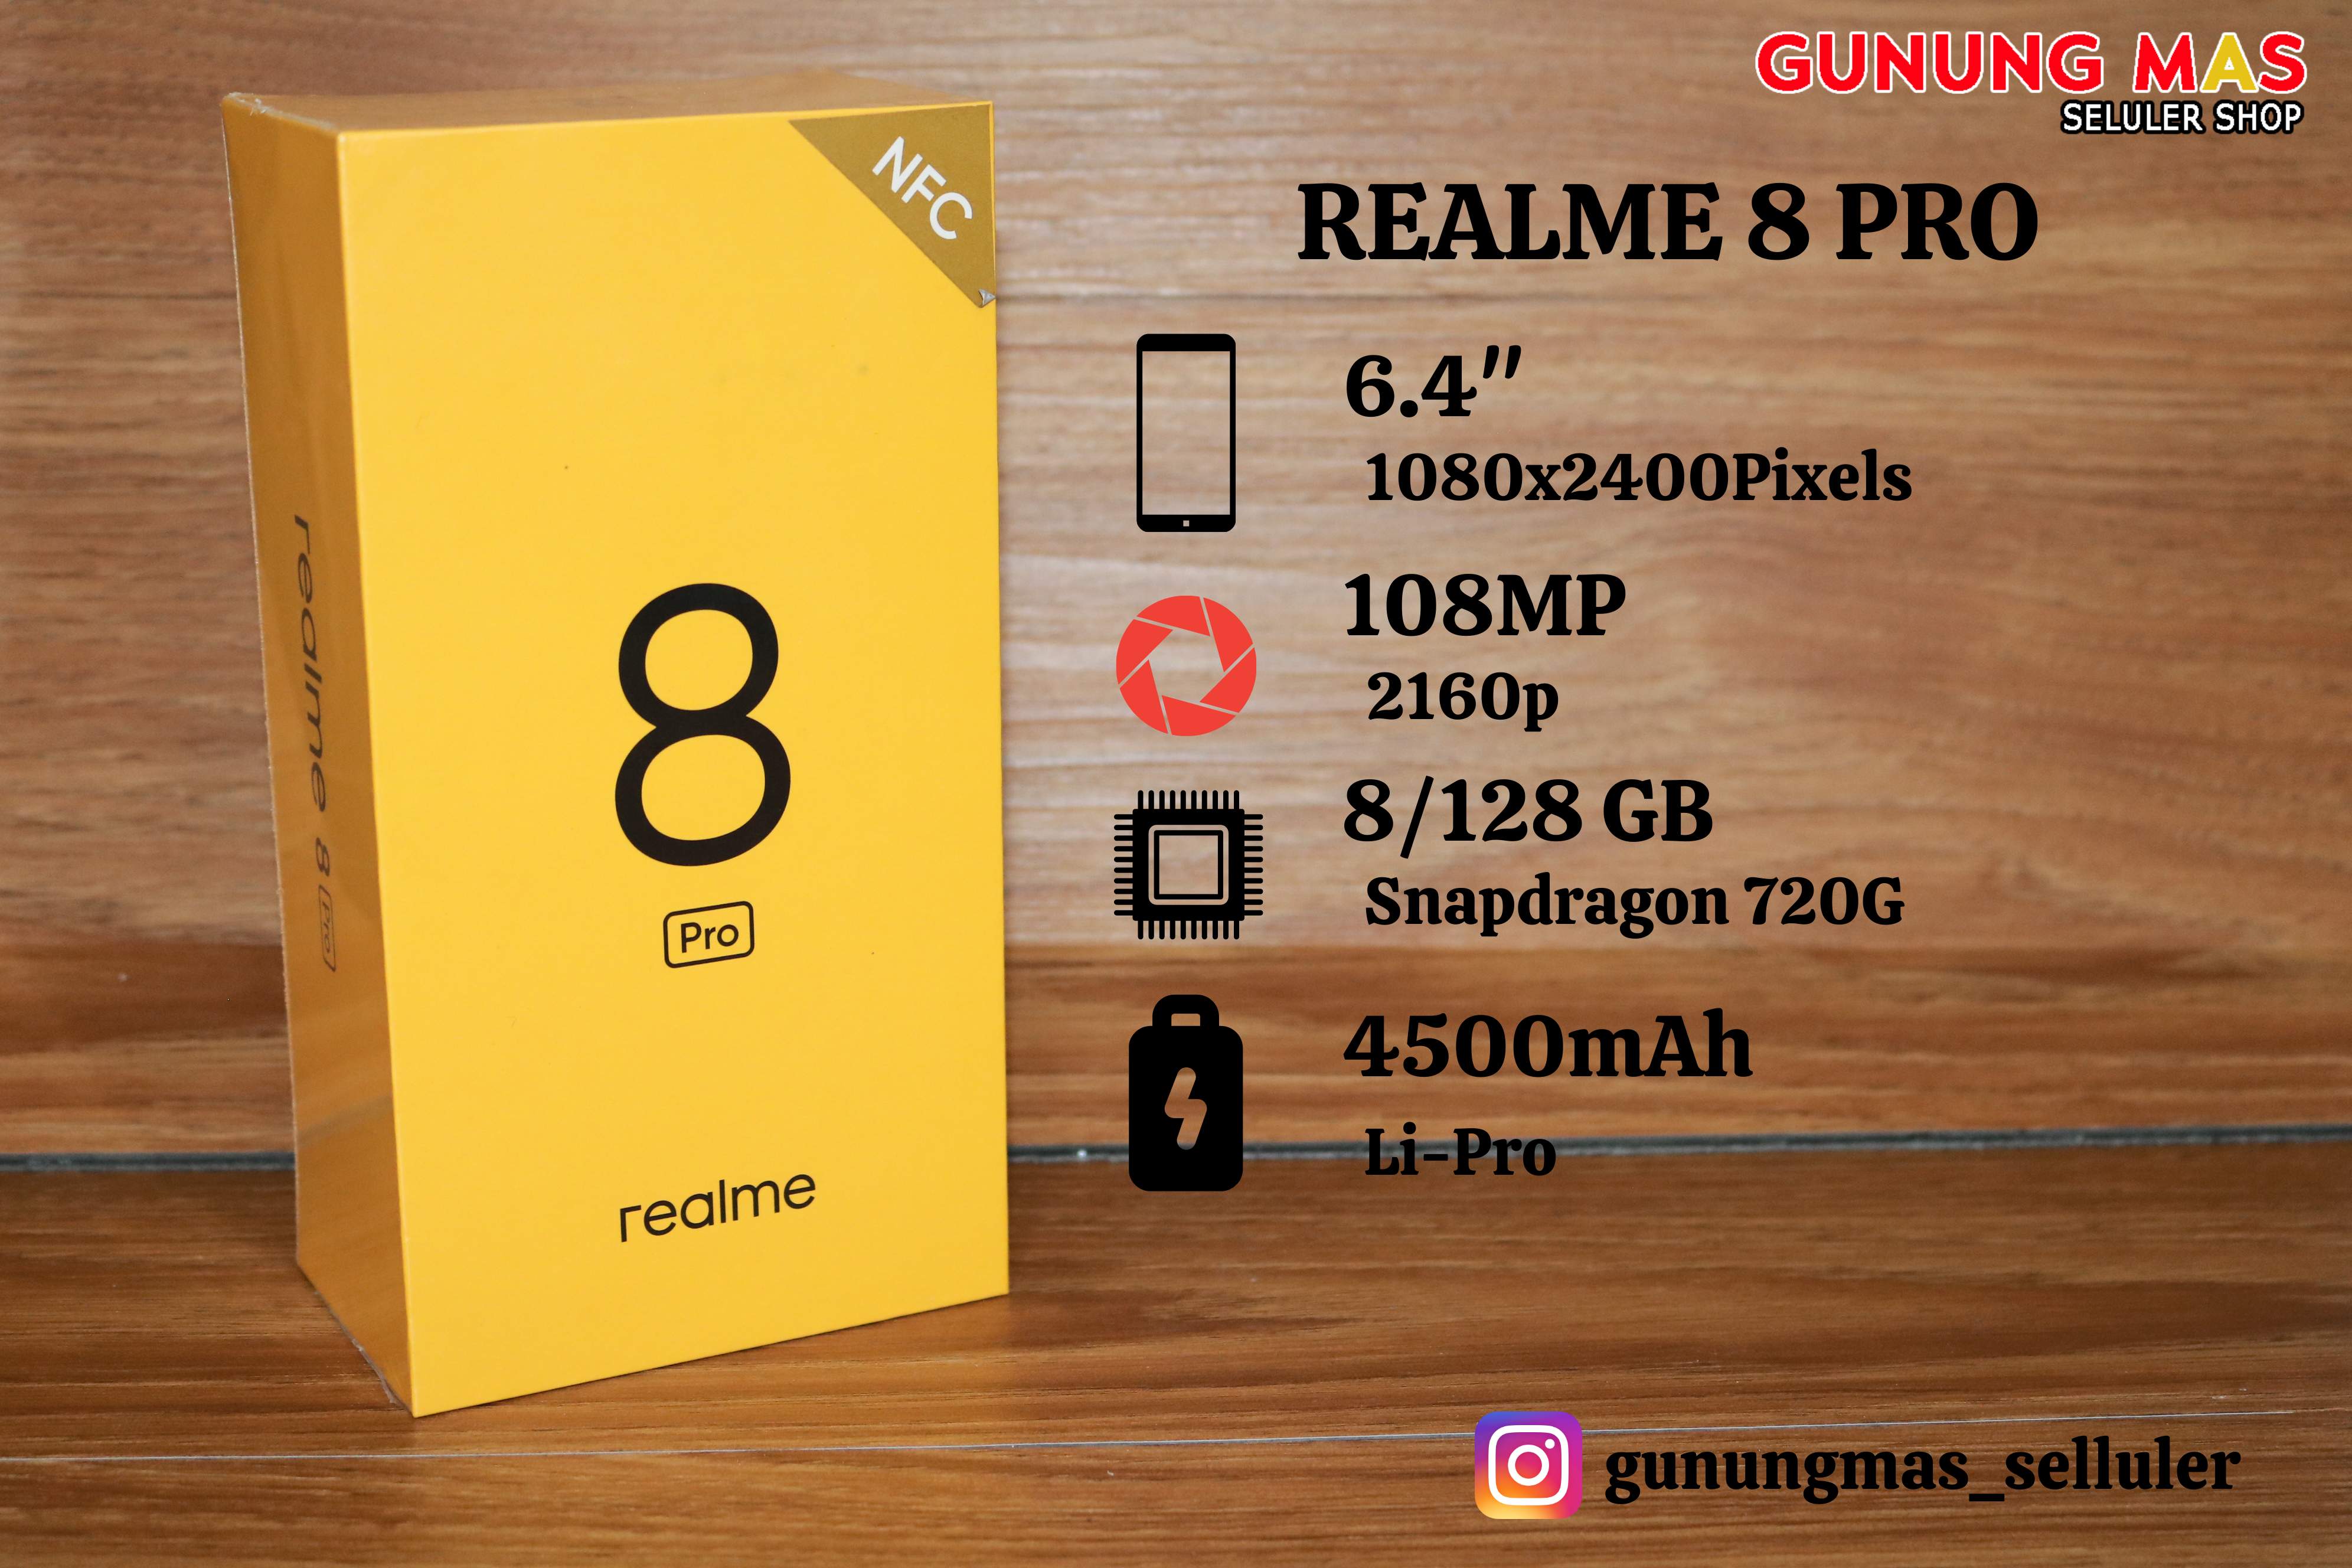 GUNUNG MAS
SELULER SHOP
NFC
realme 8 Pro
8
Pro
realme
REALME 8 PRO
6.4"
1080x2400Pixels
108MP
2160p
8/128 GB
Snapdragon 720G
4500mAh
Li-Pro
gunungmas_selluler